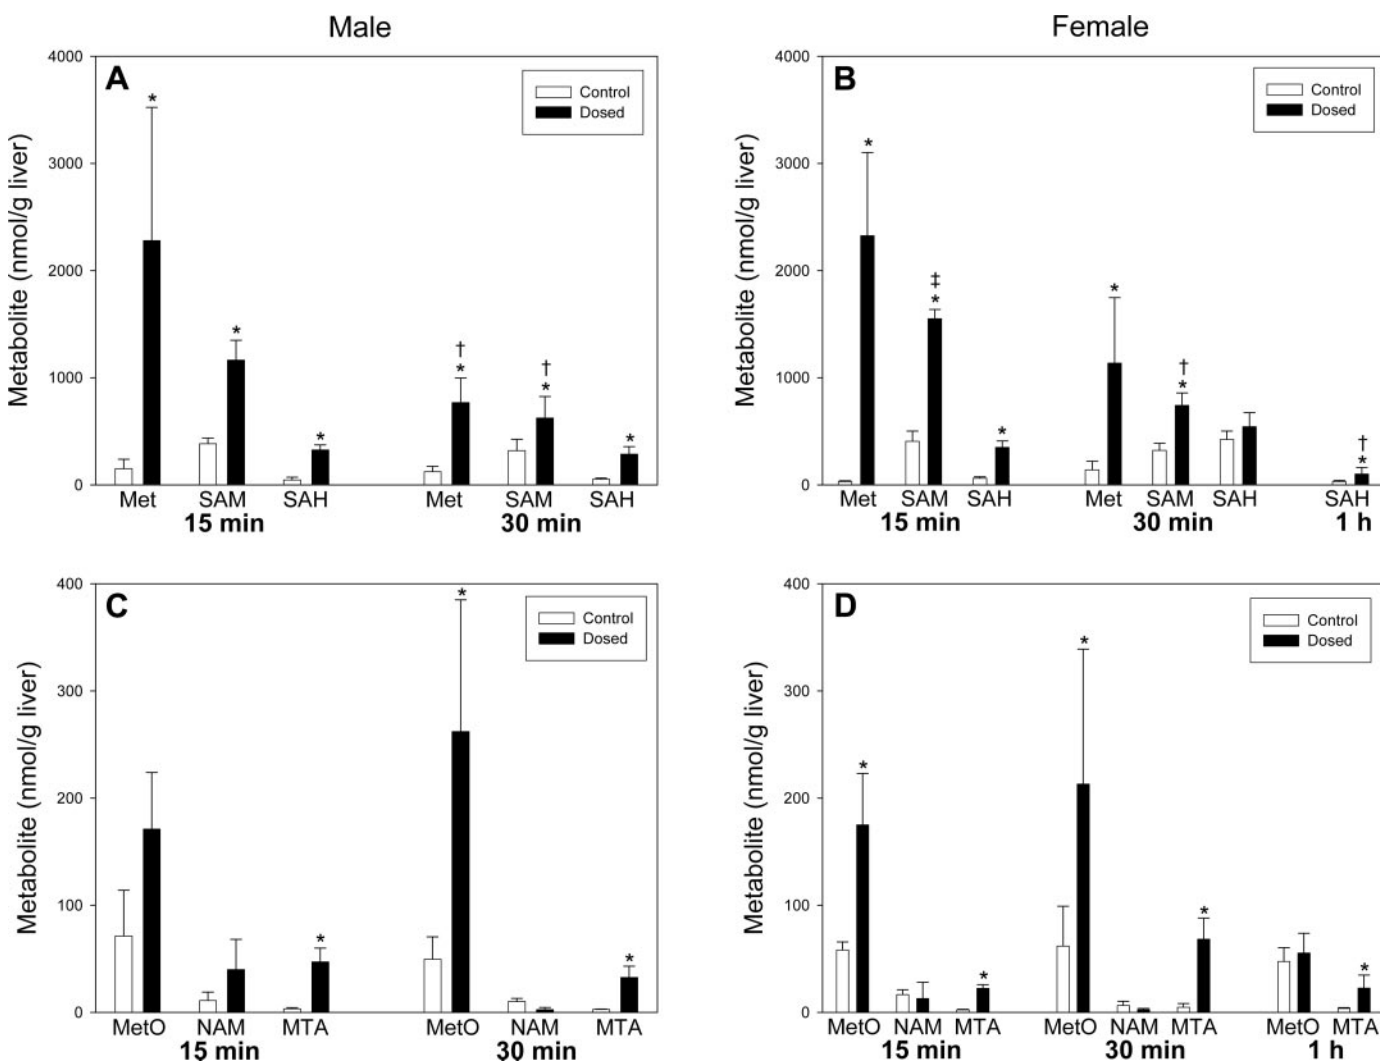 Male
Female
A
Control
Dosed
4000
3000
2000
1000
0
Metabolite (nmol/g liver)
*
*
*
†
*
†
*
*
Met SAM SAH Met SAM SAH
15 min 30 min
B
Control
Dosed
4000
3000
2000
1000
0
Metabolite (nmol/g liver)
*
‡
*
*
*
†
*
†
*
Met SAM SAH Met SAM SAH SAH
15 min 30 min 1 h
C
Control
Dosed
400
300
200
100
0
Metabolite (nmol/g liver)
*
*
*
MetO NAM MTA MetO NAM MTA
15 min 30 min
D
Control
Dosed
400
300
200
100
0
Metabolite (nmol/g liver)
*
*
*
*
*
MetO NAM MTA MetO NAM MTA MetO MTA
15 min 30 min 1 h